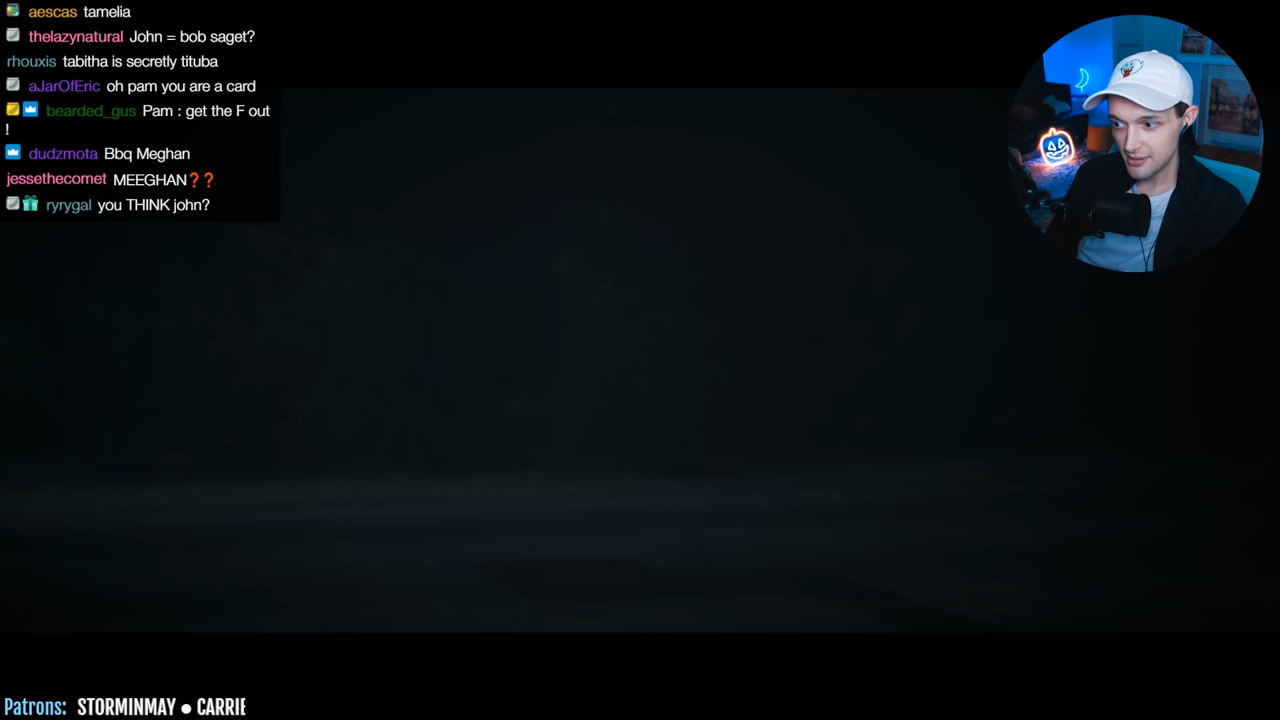 aescas tamelia
thelazynatural John = bob saget?
rhouxis tabitha is secretly tituba
aJarOfEric oh pam you are a card
bearded_gus Pam : get the F out
!
dudzmota Bbq Meghan
jessethecomet MEEGHAN❓❓
ryrygal you THINK john?
Patrons: STORMINMAY ● CARRIE